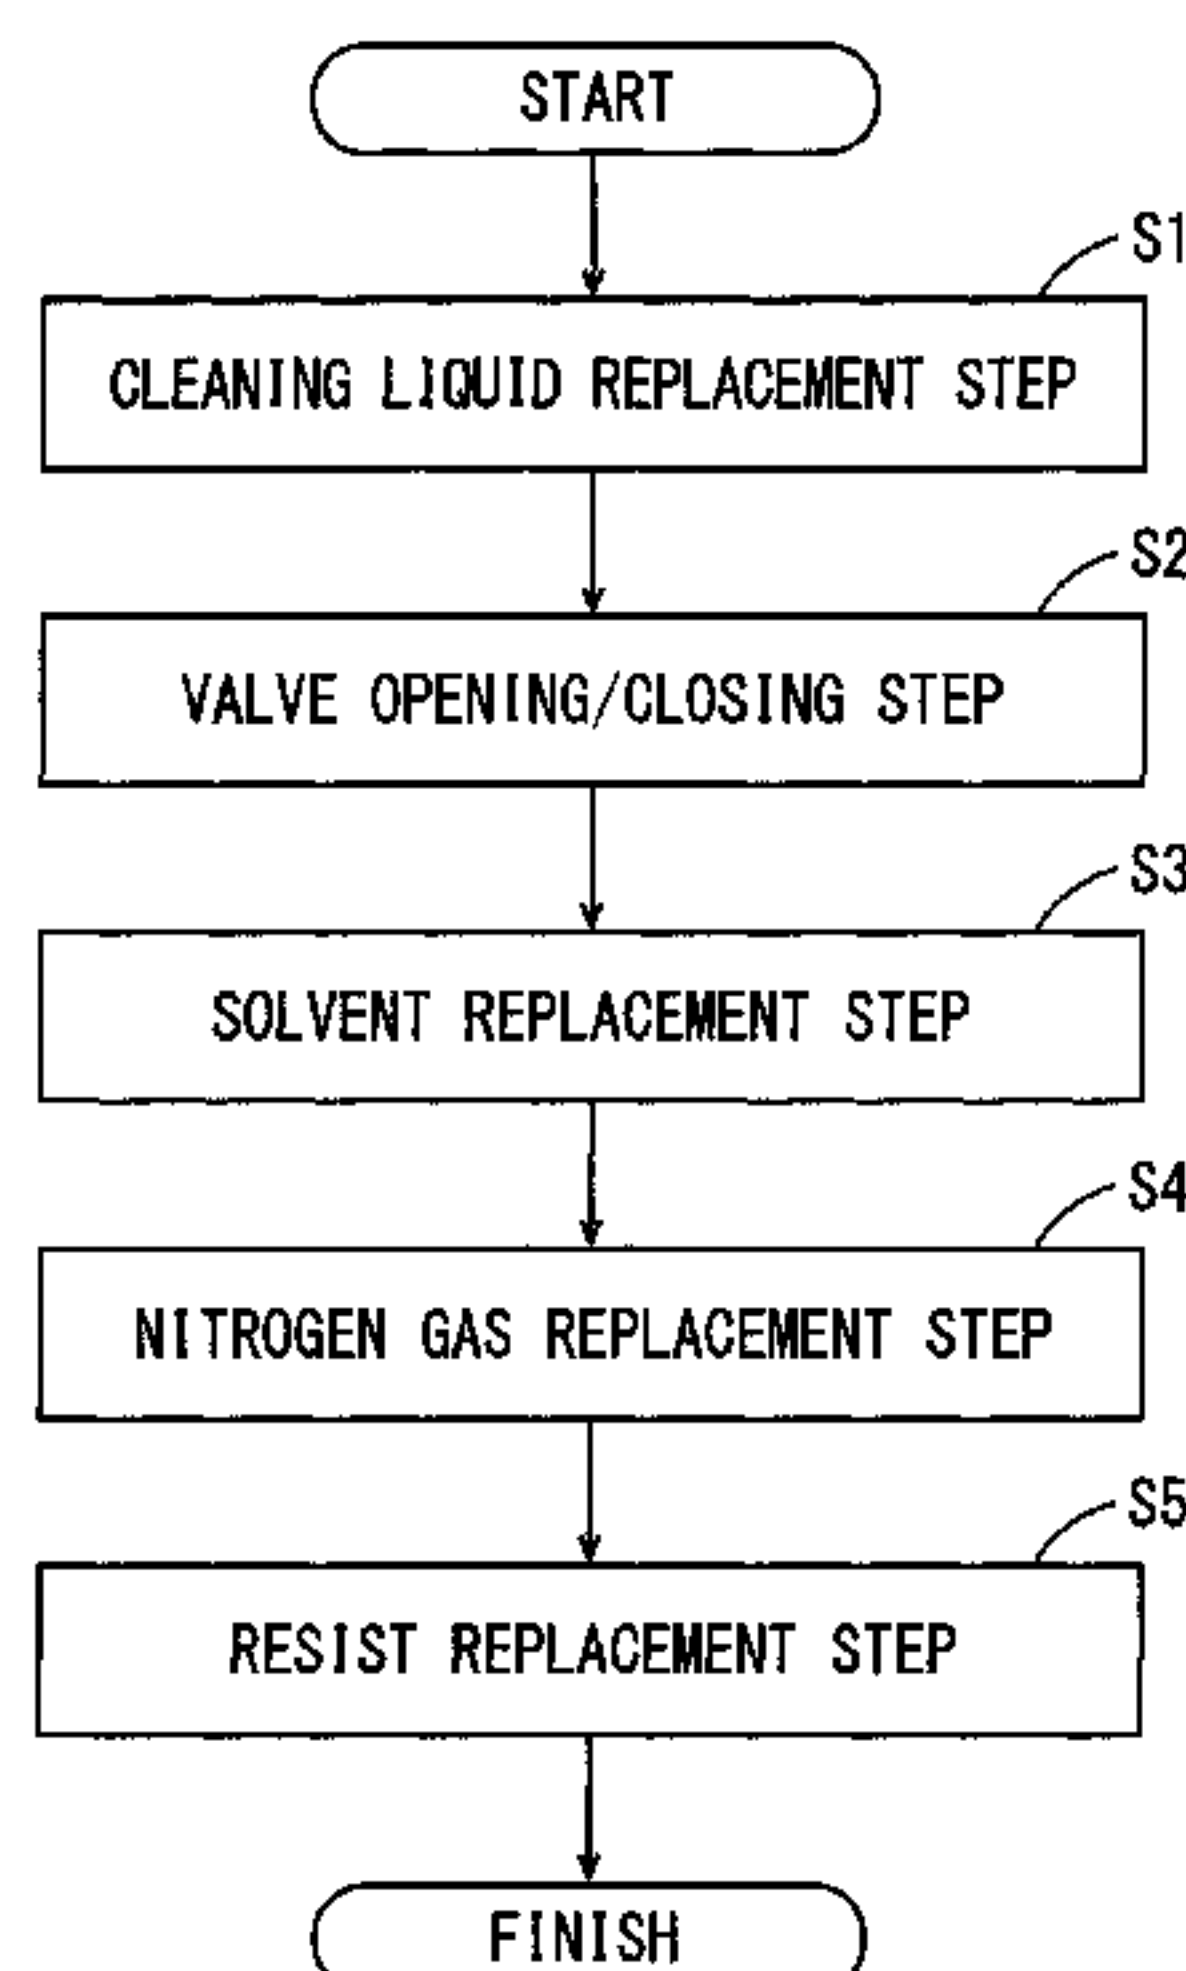 START
S1
CLEANING LIQUID REPLACEMENT STEP
S2
VALVE OPENING/CLOSING STEP
S3
SOLVENT REPLACEMENT STEP
S4
NITROGEN GAS REPLACEMENT STEP
S5
RESIST REPLACEMENT STEP
FINISH